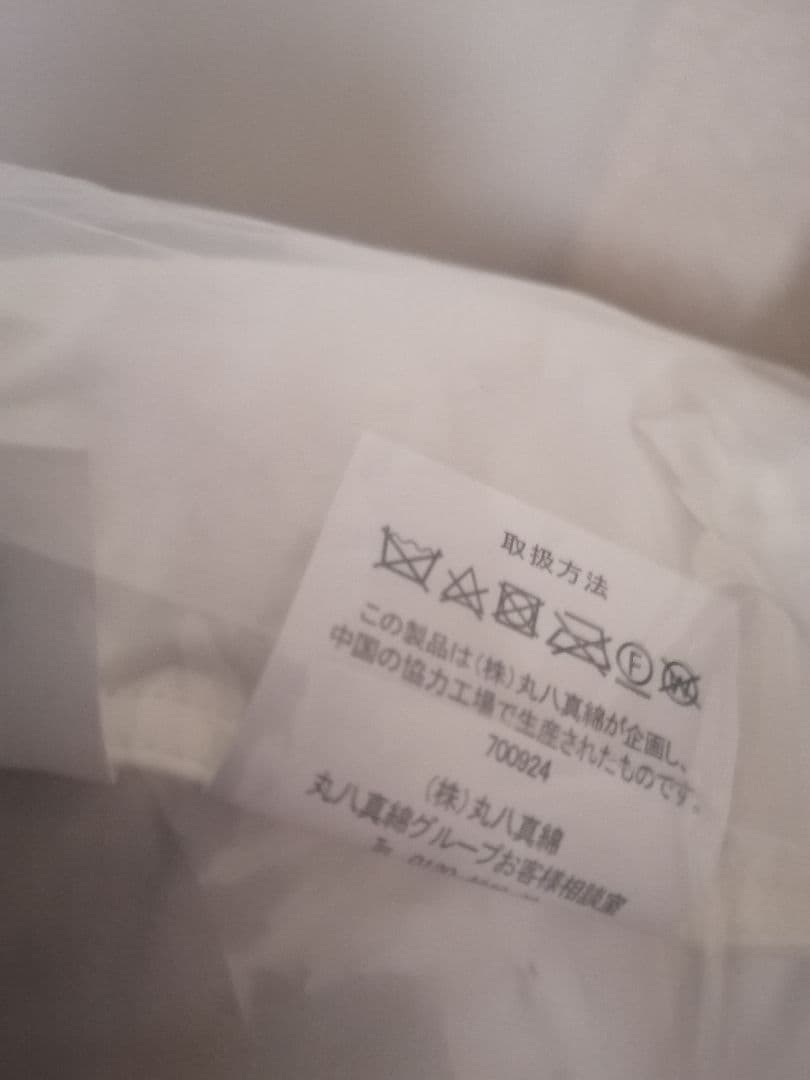 取扱方法
F W
この製品は(株)丸八真綿が企画し、
中国の協力工場で生産されたものです。
700924
(株)丸八真綿
丸八真綿グループお客様相談室